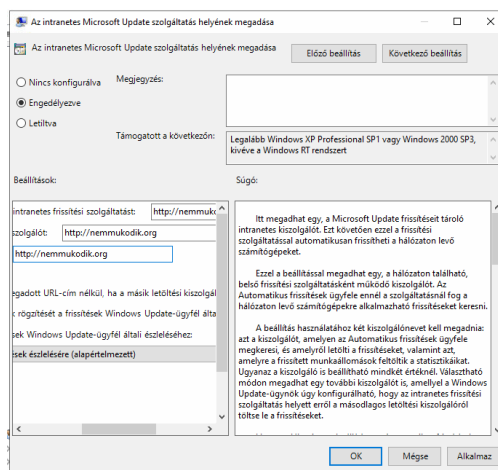 Az intranetes Microsoft Update szolgáltatás helyének megadása
Az intranetes Microsoft Update szolgáltatás helyének megadása
Előző beállítás
Következő beállítás
Nincs konfigurálva
Engedélyezve
Letiltva
Megjegyzés:
Támogatott a következőn:
Legalább Windows XP Professional SP1 vagy Windows 2000 SP3,
kivéve a Windows RT rendszert
Beállítások:
intranetes frissítési szolgáltatást: http://nemmuko
szolgálót: http://nemmukodik.org
http://nemmukodik.org
egadott URL-cím nélkül, ha a másik letöltési kiszolgál
k rögzítését a frissítések Windows Update-ügyfél álta
sek Windows Update-ügyfél általi észleléséhez:
ések észlelésére (alapértelmezett)
Súgó:
Itt megadhat egy, a Microsoft Update frissítéseit tároló
intranetes kiszolgálót. Ezt követően ezzel a frissítési
szolgáltatással automatikusan frissítheti a hálózaton levő
számítógépeket.
Ezzel a beállítással megadhat egy, a hálózaton található,
belső frissítési szolgáltatásként működő kiszolgálót. Az
Automatikus frissítések ügyfele ennél a szolgáltatásnál fog a
hálózaton levő számítógépekre alkalmazható frissítéseket keresni.
A beállítás használatához két kiszolgálónevet kell megadnia:
azt a kiszolgálót, amelyen az Automatikus frissítések ügyfele
megkeresi, és amelyről letölti a frissítéseket, valamint azt,
amelyre a frissített munkaállomások feltöltik a statisztikáikat.
Ugyanaz a kiszolgáló is beállítható mindkét értéknél. Választható
módon megadhat egy további kiszolgálót is, amellyel a Windows
Update-ügynök úgy konfigurálható, hogy az intranetes frissítési
szolgáltatás helyett erről a másodlagos letöltési kiszolgálóról
töltse le a frissítéseket.
OK
Mégse
Alkalmaz